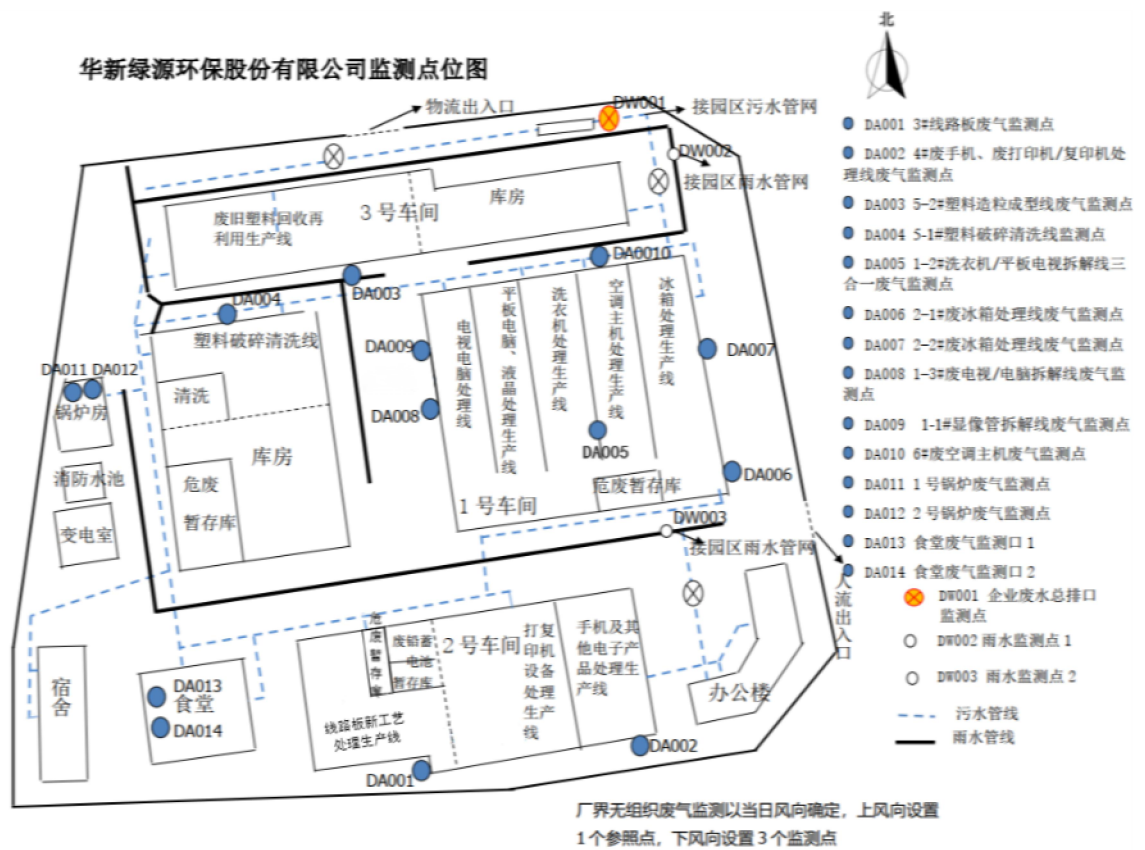 北
华新绿源环保股份有限公司监测点位图
物流出入口
DW001
接园区污水管网
DW002
接园区雨水管网
库房
3号车间
废旧塑料回收再
利用生产线
DA0010
DA003
DA004
塑料破碎清洗线
清洗
库房
危废
暂存库
DA011 DA012
锅炉房
消防水池
变电室
DA009
DA008
电视电脑处理线
平板电脑、液晶处理生产线
洗衣机处理生产线
空调主机处理生产线
冰箱处理生产线
DA007
DA005
DA006
危废暂存库
1号车间
DW003
接园区雨水管网
人流出入口
宿舍
DA013
食堂
DA014
危废暂存库
废铅蓄
电池
暂存库
2号车间
打复
印机
设备
处理
生产
线
手机及其
他电子产
品处理生
产线
线路板新工艺
处理生产线
DA001
DA002
办公楼
DA001 3#线路板废气监测点
DA002 4#废手机、废打印机/复印机处
理线废气监测点
DA003 5-2#塑料造粒成型线废气监测点
DA004 5-1#塑料破碎清洗线监测点
DA005 1-2#洗衣机/平板电视拆解线三
合一废气监测点
DA006 2-1#废冰箱处理线废气监测点
DA007 2-2#废冰箱处理线废气监测点
DA008 1-3#废电视/电脑拆解线废气监
测点
DA009 1-1#显像管拆解线废气监测点
DA010 6#废空调主机废气监测点
DA011 1号锅炉废气监测点
DA012 2号锅炉废气监测点
DA013 食堂废气监测口1
DA014 食堂废气监测口2
DW001 企业废水总排口
监测点
DW002雨水监测点1
DW003 雨水监测点2
污水管线
雨水管线
厂界无组织废气监测以当日风向确定，上风向设置
1个参照点，下风向设置3个监测点